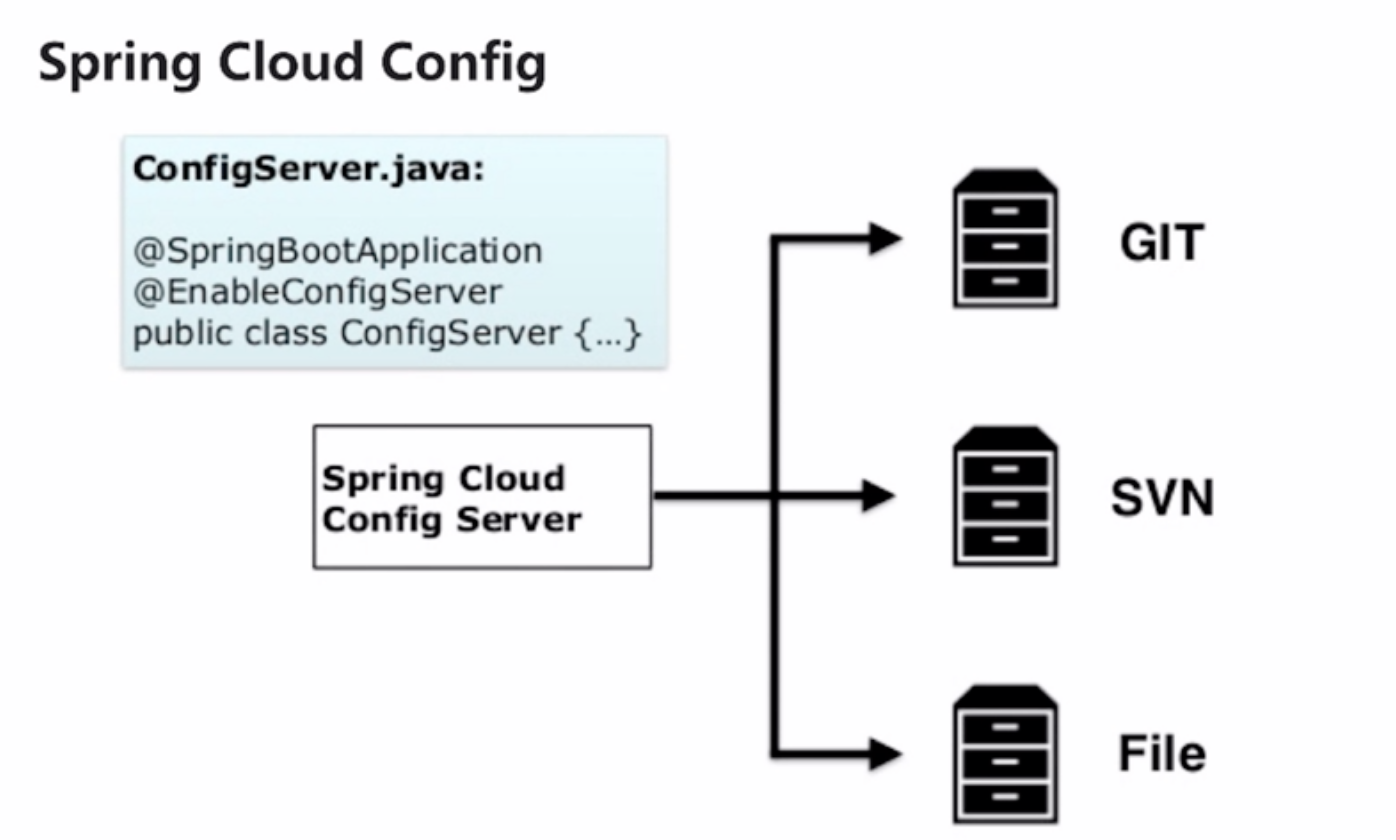 Spring Cloud Config
ConfigServer.java:
@SpringBootApplication
@EnableConfigServer
public class ConfigServer {...}
Spring Cloud
Config Server
GIT
SVN
File